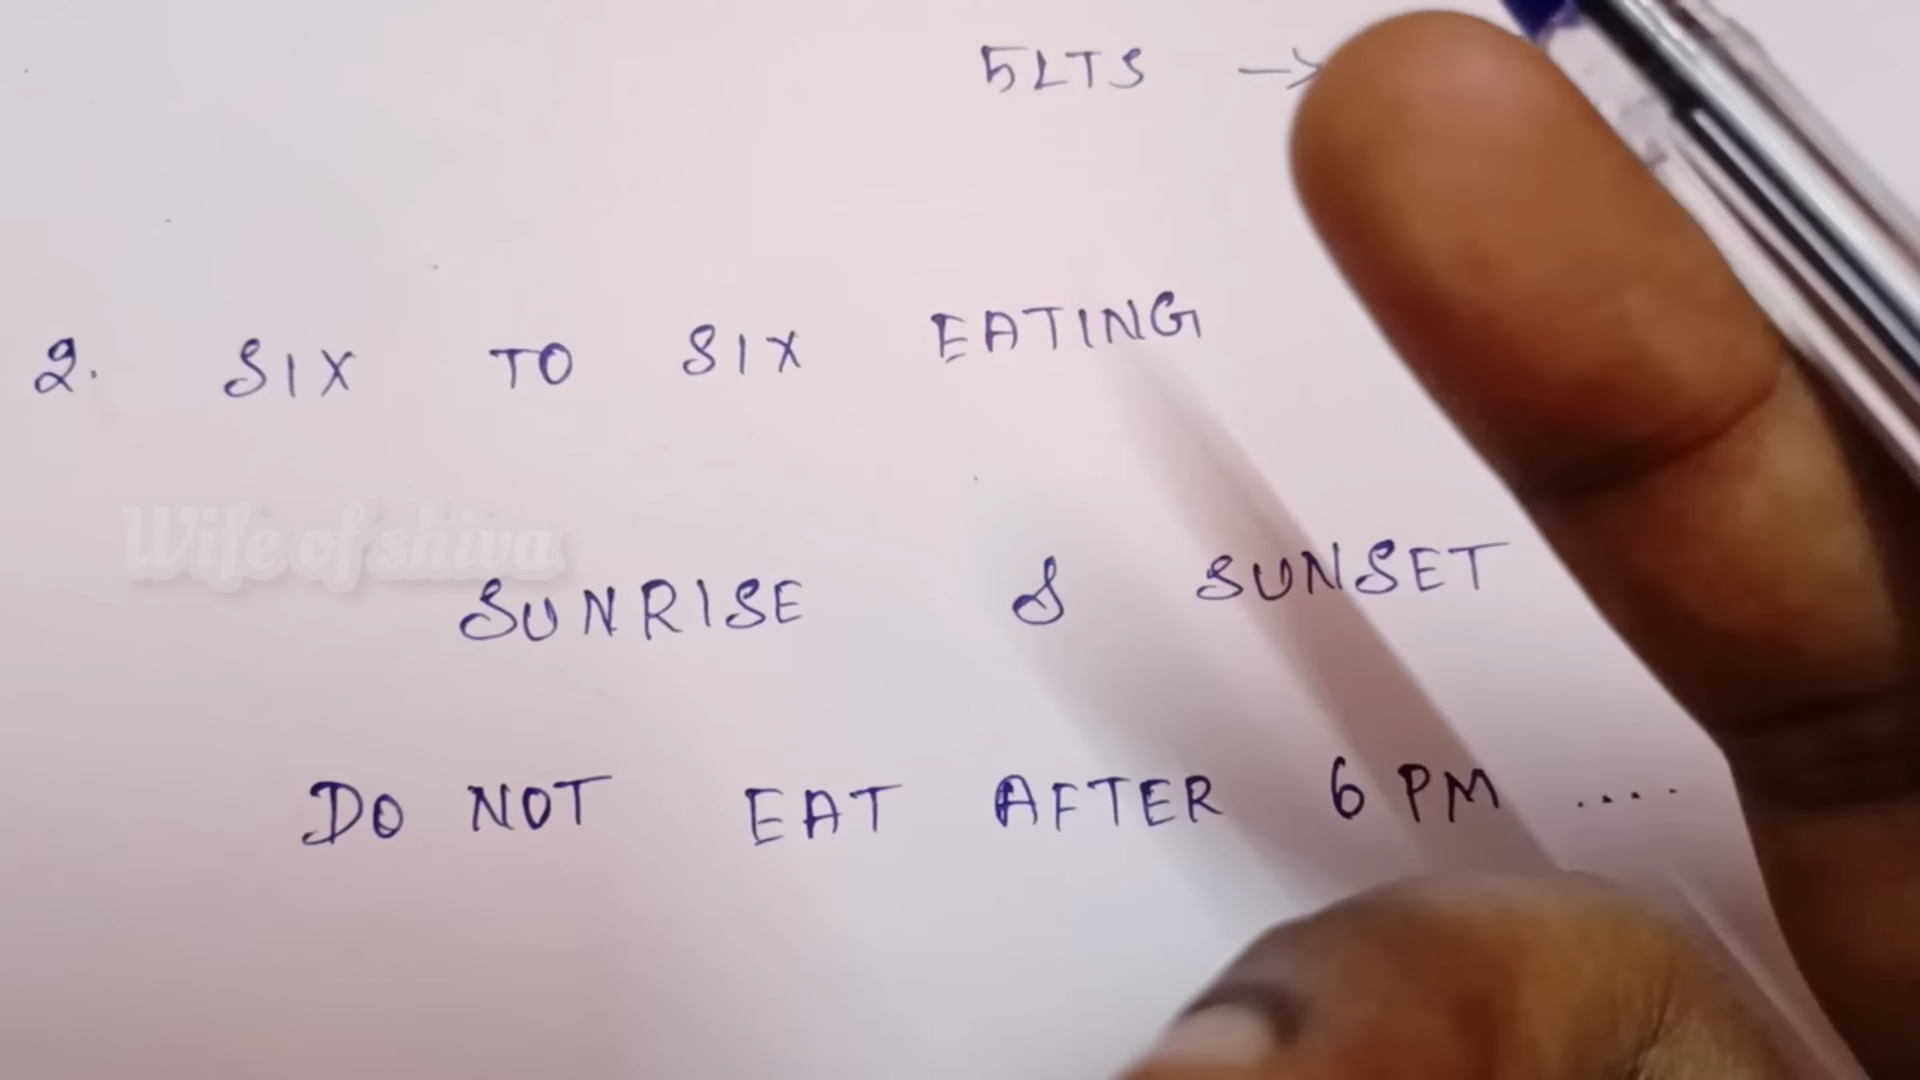 5LTS →
2. SIX TO SIX EATING
Wife of shiva
SUNRISE & SUNSET
DO NOT EAT AFTER 6 PM ....